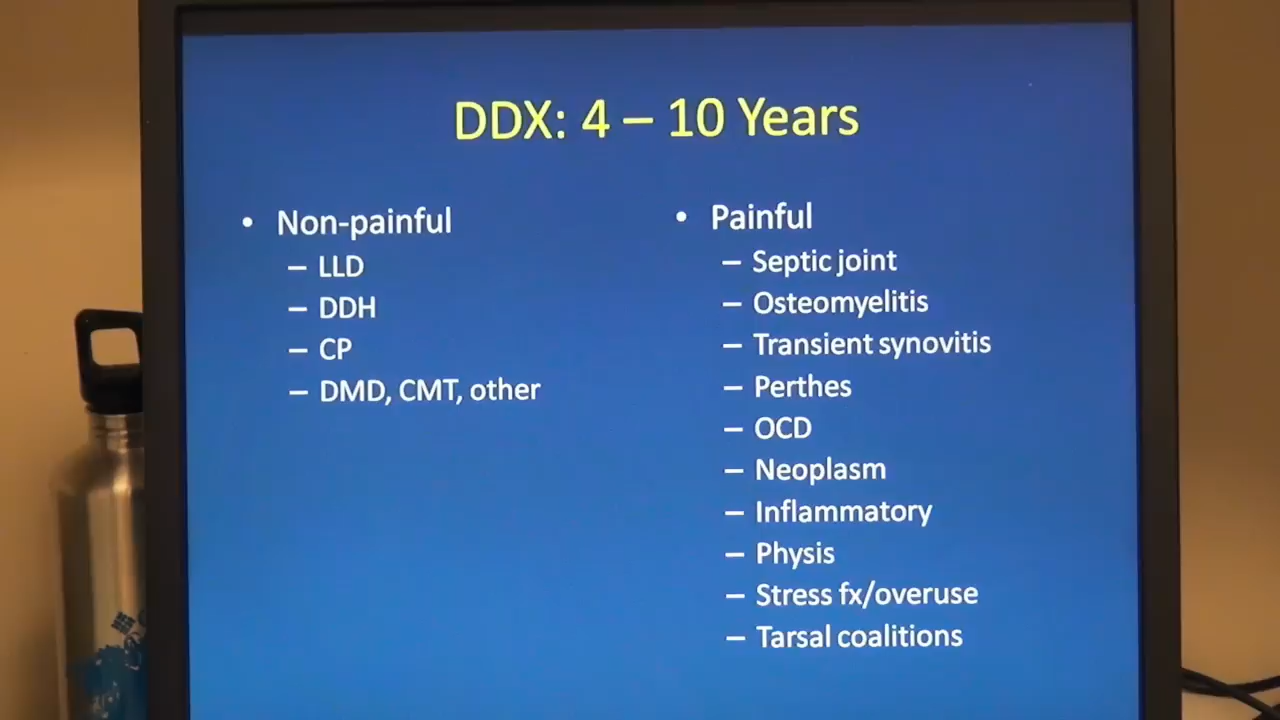 DDX: 4 – 10 Years
• Non-painful
– LLD
– DDH
– CP
– DMD, CMT, other
• Painful
– Septic joint
– Osteomyelitis
– Transient synovitis
– Perthes
– OCD
– Neoplasm
– Inflammatory
– Physis
– Stress fx/overuse
– Tarsal coalitions